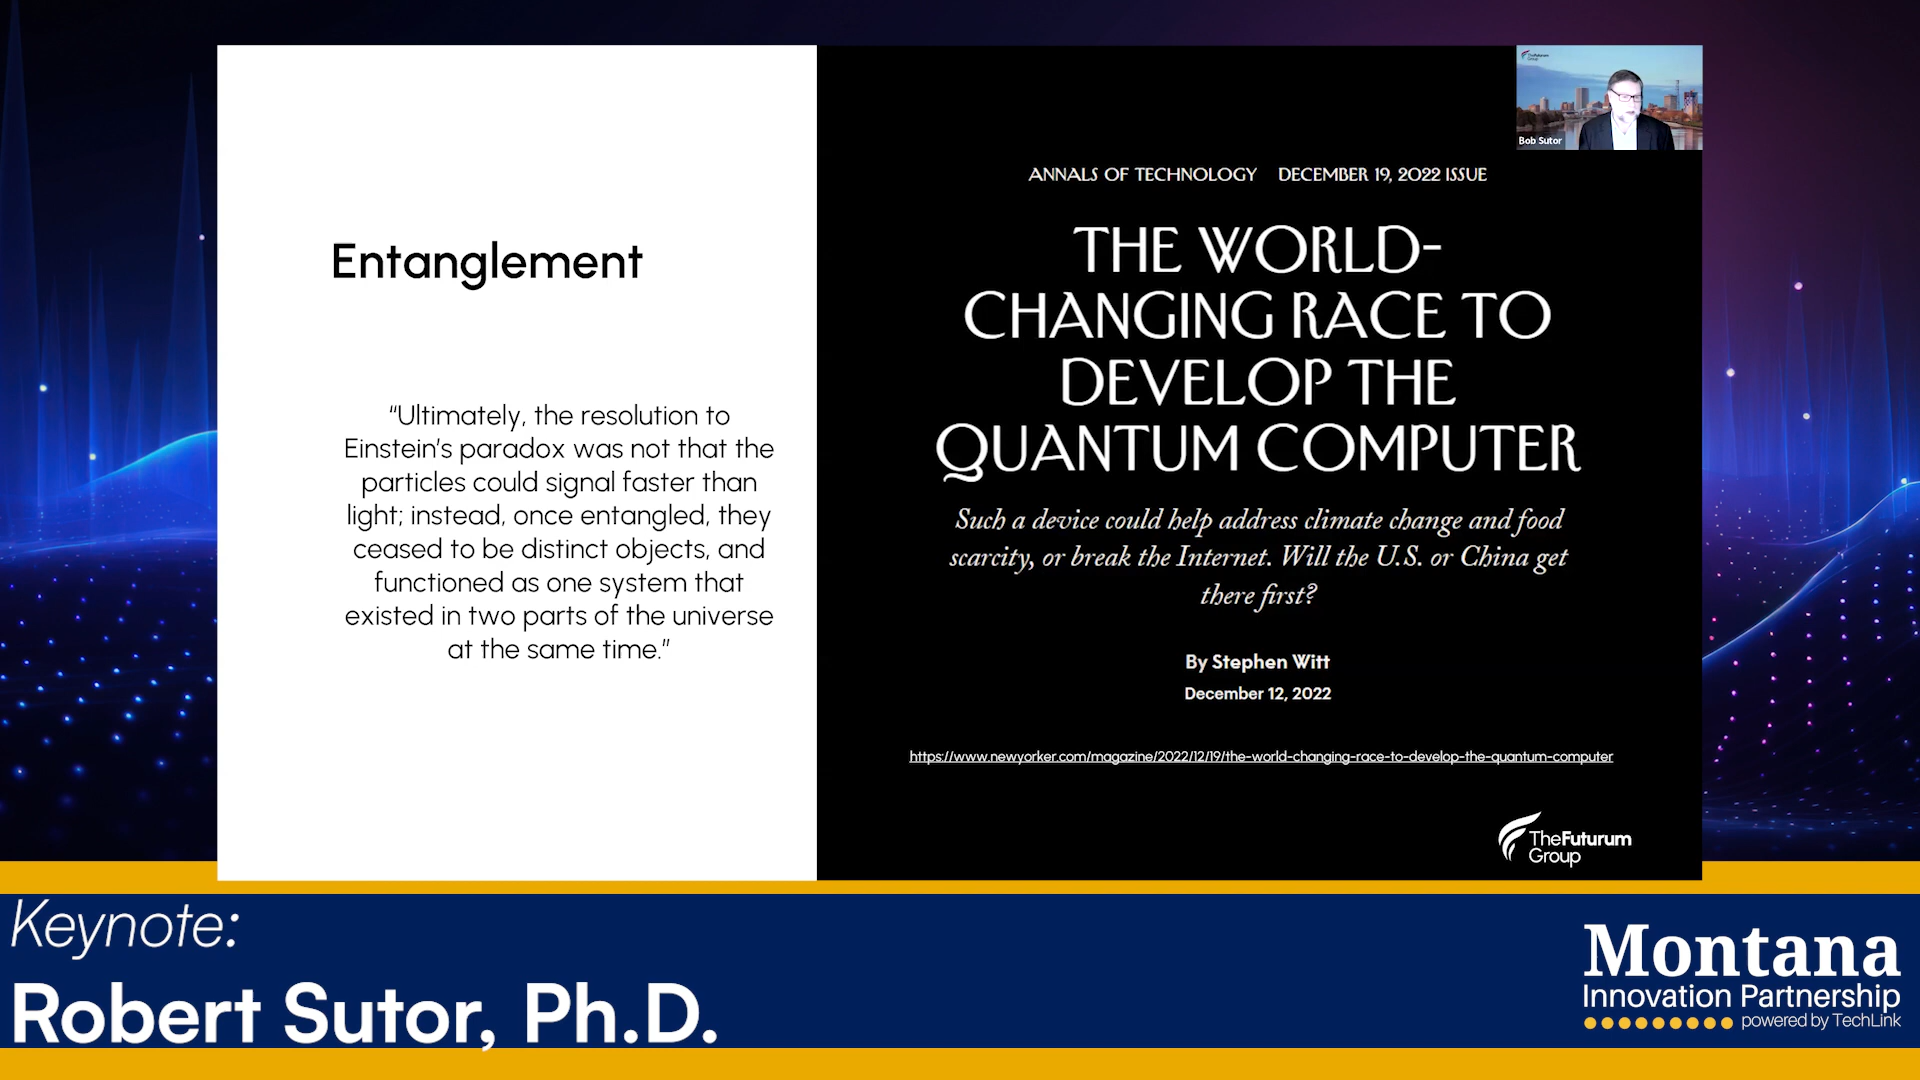 Entanglement
“Ultimately, the resolution to
Einstein’s paradox was not that the
particles could signal faster than
light; instead, once entangled, they
ceased to be distinct objects, and
functioned as one system that
existed in two parts of the universe
at the same time.”
TheFuturum
Group
Bob Sutor
ANNALS OF TECHNOLOGY DECEMBER 19, 2022 ISSUE
THE WORLD-
CHANGING RACE TO
DEVELOP THE
QUANTUM COMPUTER
Such a device could help address climate change and food
scarcity, or break the Internet. Will the U.S. or China get
there first?
By Stephen Witt
December 12, 2022
https://www.newyorker.com/magazine/2022/12/19/the-world-changing-race-to-develop-the-quantum-computer
TheFuturum
Group
Keynote:
Robert Sutor, Ph.D.
Montana
Innovation Partnership
powered by TechLink